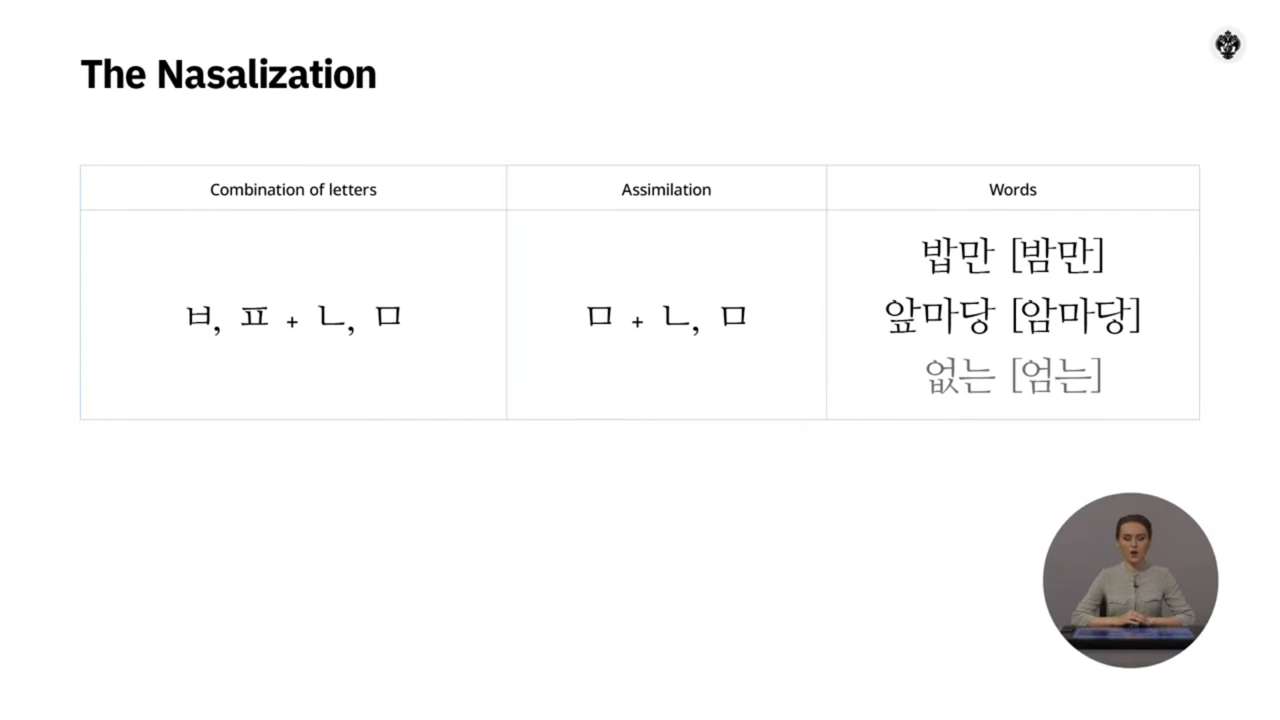 The Nasalization
Combination of letters
Assimilation
Words
ㅂ, ㅍ + ㄴ, ㅁ
ㅁ + ㄴ, ㅁ
밥만 [밤만]
앞마당 [암마당]
없는 [엄는]